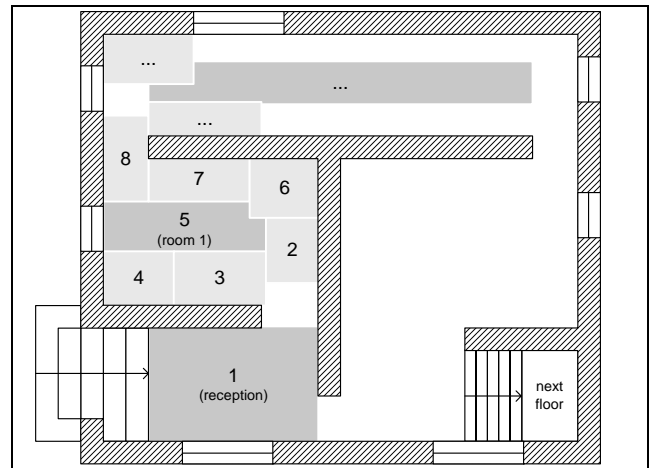 ...
...
...
8
7
6
5
(room 1)
2
4
3
1
(reception)
next
floor